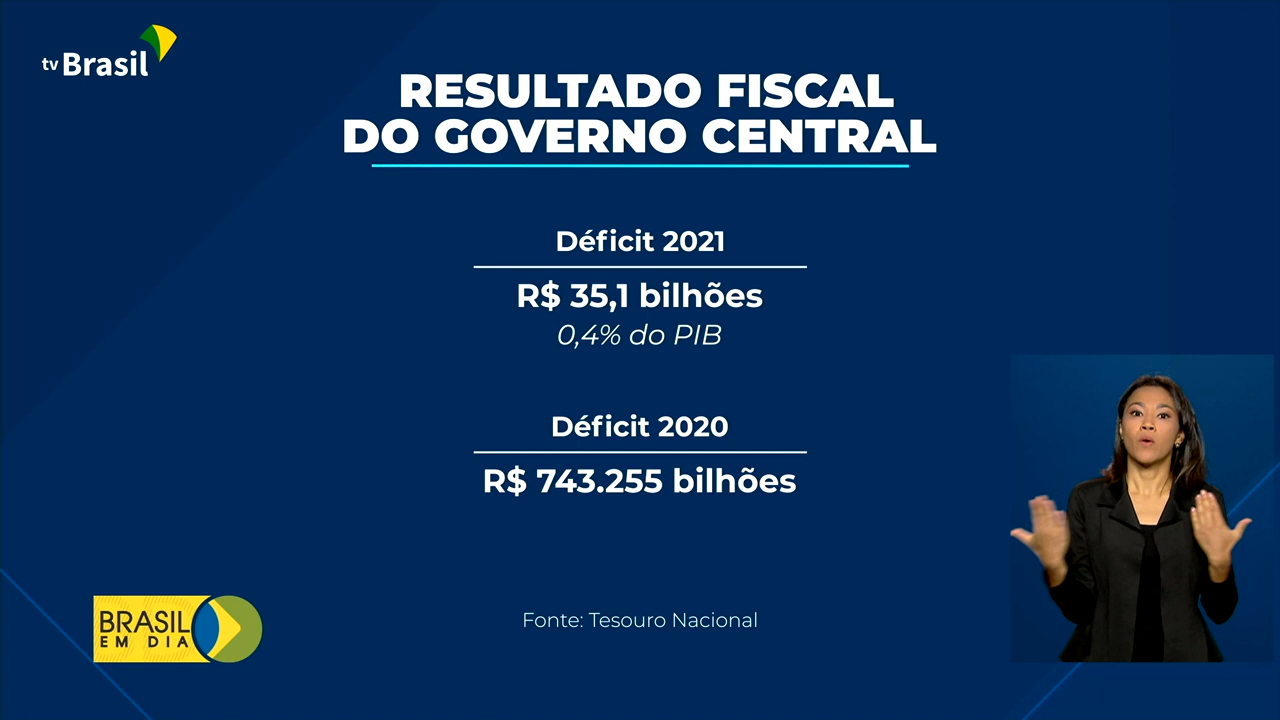 tv Brasil
RESULTADO FISCAL
DO GOVERNO CENTRAL
Déficit 2021
R$ 35,1 bilhões
0,4% do PIB
Déficit 2020
R$ 743.255 bilhões
BRASIL
EM DIA
Fonte: Tesouro Nacional